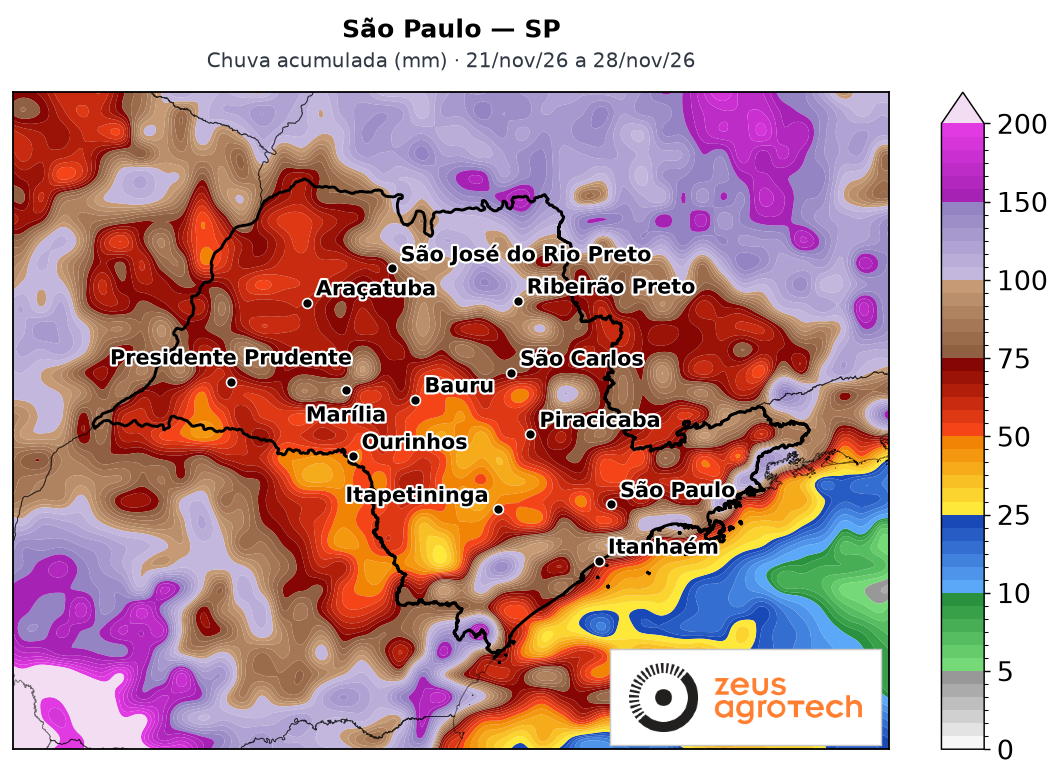 São Paulo — SP
Chuva acumulada (mm) · 21/nov/26 a 28/nov/26
São José do Rio Preto
Araçatuba
Ribeirão Preto
Presidente Prudente
São Carlos
Bauru
Marília
Piracicaba
Ourinhos
Itapetininga
São Paulo
Itanhaém
200
150
100
75
50
25
10
5
0
zeus
agrotech